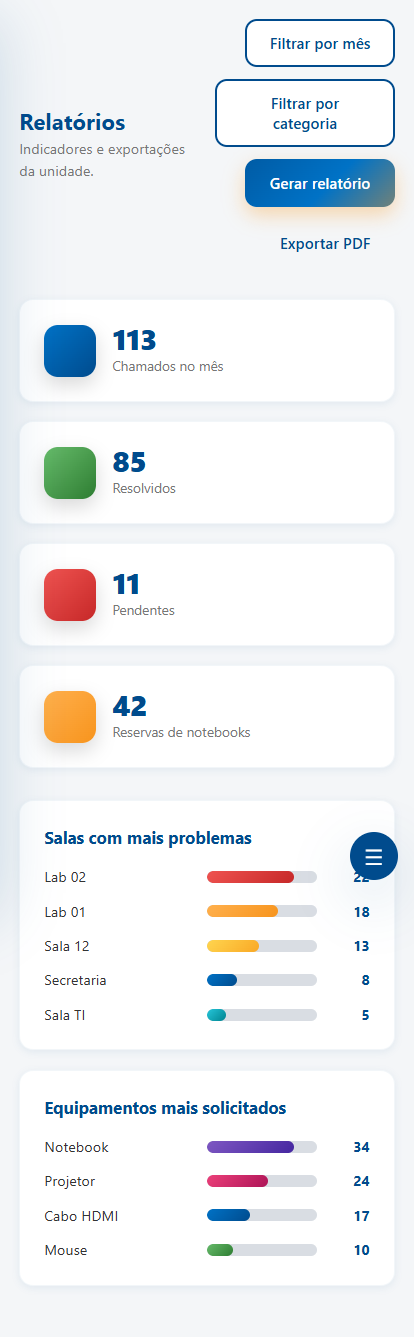 Filtrar por mês
Filtrar por
categoria
Relatórios
Indicadores e exportações
da unidade.
Gerar relatório
Exportar PDF
113
Chamados no mês
85
Resolvidos
11
Pendentes
42
Reservas de notebooks
Salas com mais problemas
Lab 02 22
Lab 01 18
Sala 12 13
Secretaria 8
Sala TI 5
Equipamentos mais solicitados
Notebook 34
Projetor 24
Cabo HDMI 17
Mouse 10